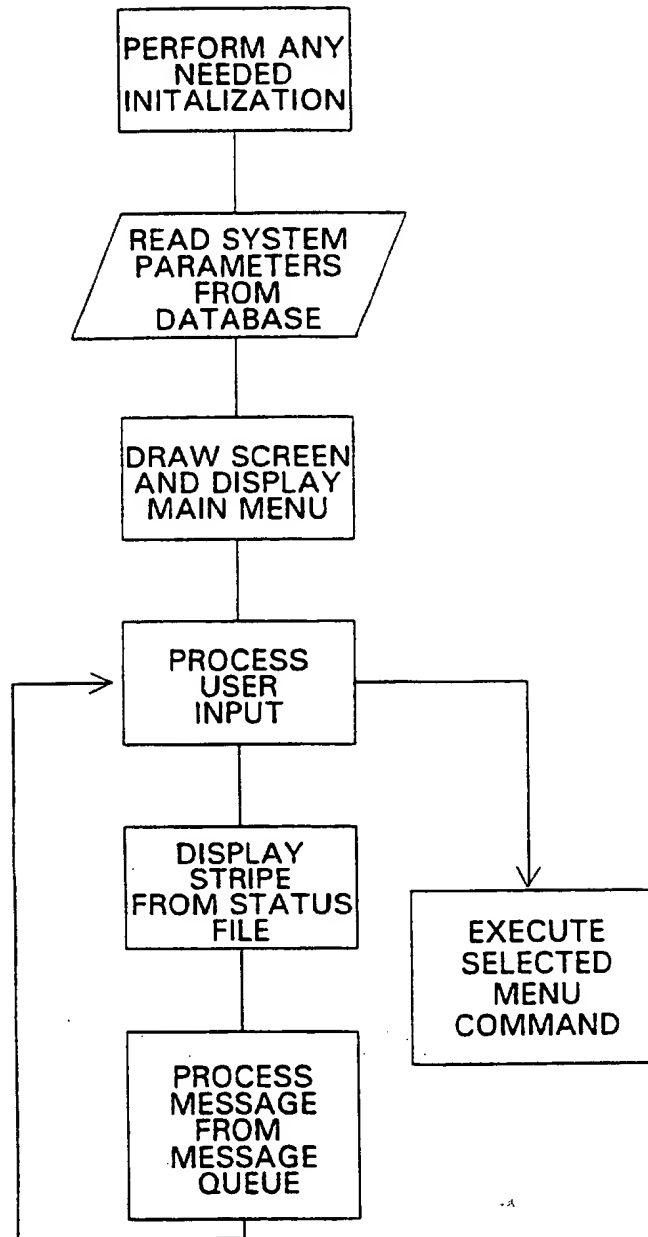 PERFORM ANY
NEEDED
INITALIZATION
READ SYSTEM
PARAMETERS
FROM
DATABASE
DRAW SCREEN
AND DISPLAY
MAIN MENU
PROCESS
USER
INPUT
DISPLAY
STRIPE
FROM STATUS
FILE
EXECUTE
SELECTED
MENU
COMMAND
PROCESS
MESSAGE
FROM
MESSAGE
QUEUE